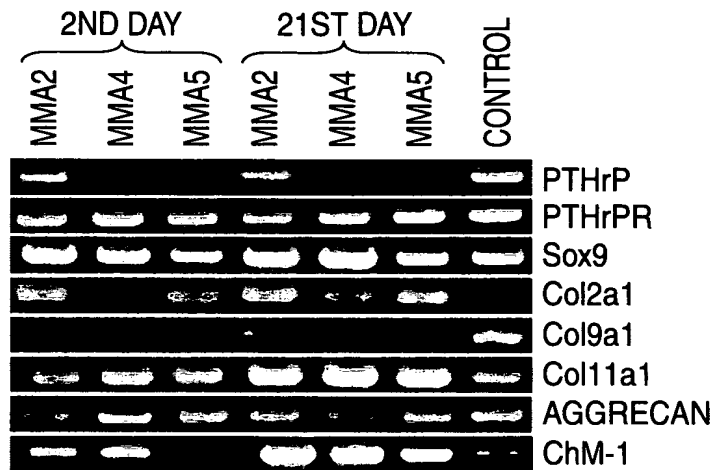 2ND DAY 21ST DAY
MMA2 MMA4 MMA5 MMA2 MMA4 MMA5 CONTROL
PTHrP
PTHrPR
Sox9
Col2a1
Col9a1
Col11a1
AGGRECAN
ChM-1